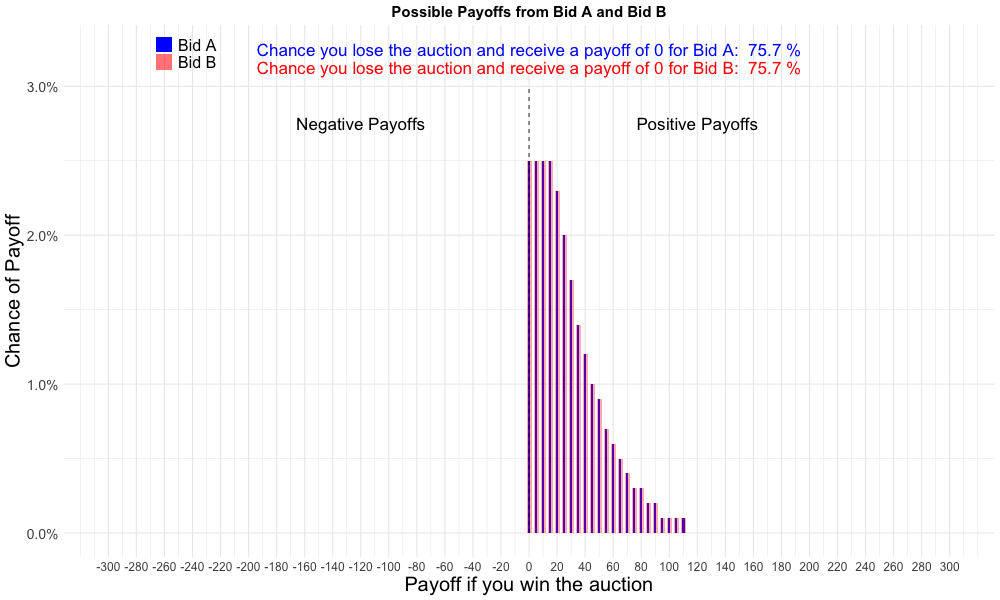 Possible Payoffs from Bid A and Bid B
Bid A
Bid B
Chance you lose the auction and receive a payoff of 0 for Bid A: 75.7 %
Chance you lose the auction and receive a payoff of 0 for Bid B: 75.7 %
Negative Payoffs
Positive Payoffs
Chance of Payoff
3.0%
2.0%
1.0%
0.0%
-300 -280 -260 -240 -220 -200 -180 -160 -140 -120 -100 -80 -60 -40 -20 0 20 40 60 80 100 120 140 160 180 200 220 240 260 280 300
Payoff if you win the auction